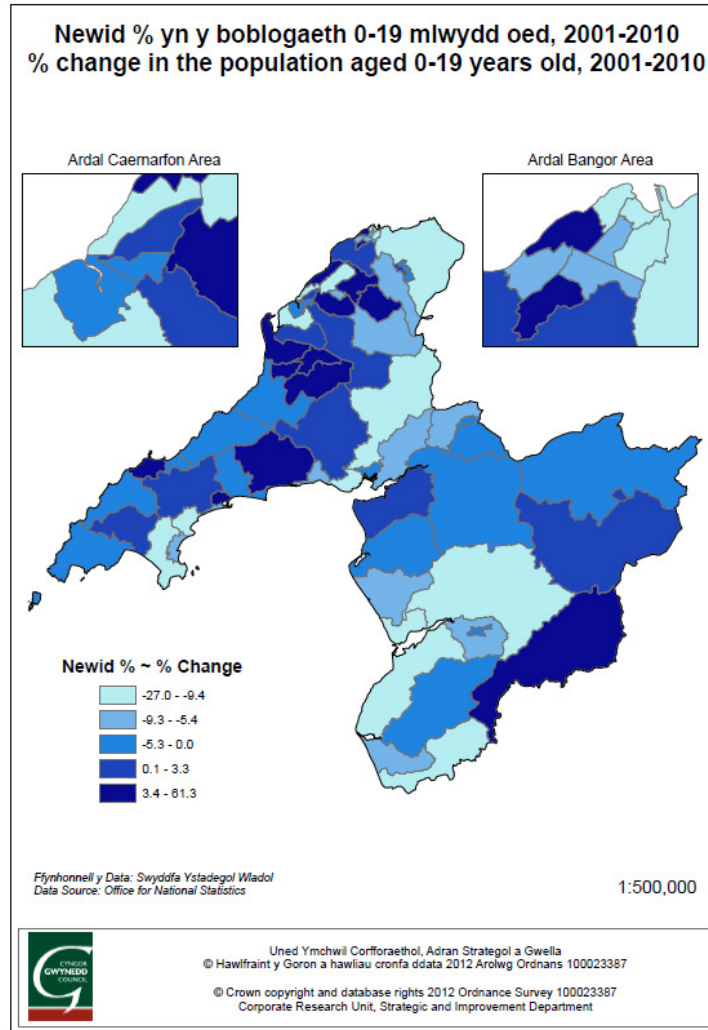 Newid % yn y boblogaeth 0-19 mlwydd oed, 2001-2010
% change in the population aged 0-19 years old, 2001-2010
Ardal Caernarfon Area
Ardal Bangor Area
Newid % ~ % Change
-27.0 - -9.4
-9.3 - -5.4
-5.3 - 0.0
0.1 - 3.3
3.4 - 61.3
Ffynhonnell y Data: Swyddfa Ystadegol Wladol
Data Source: Office for National Statistics
1:500,000
CYNGOR
GWYNEDD
COUNCIL
Uned Ymchwil Corfforaethol, Adran Strategol a Gwella
© Hawlfraint y Goron a hawliau cronfa ddata 2012 Arolwg Ordnans 100023387
© Crown copyright and database rights 2012 Ordnance Survey 100023387
Corporate Research Unit, Strategic and Improvement Department